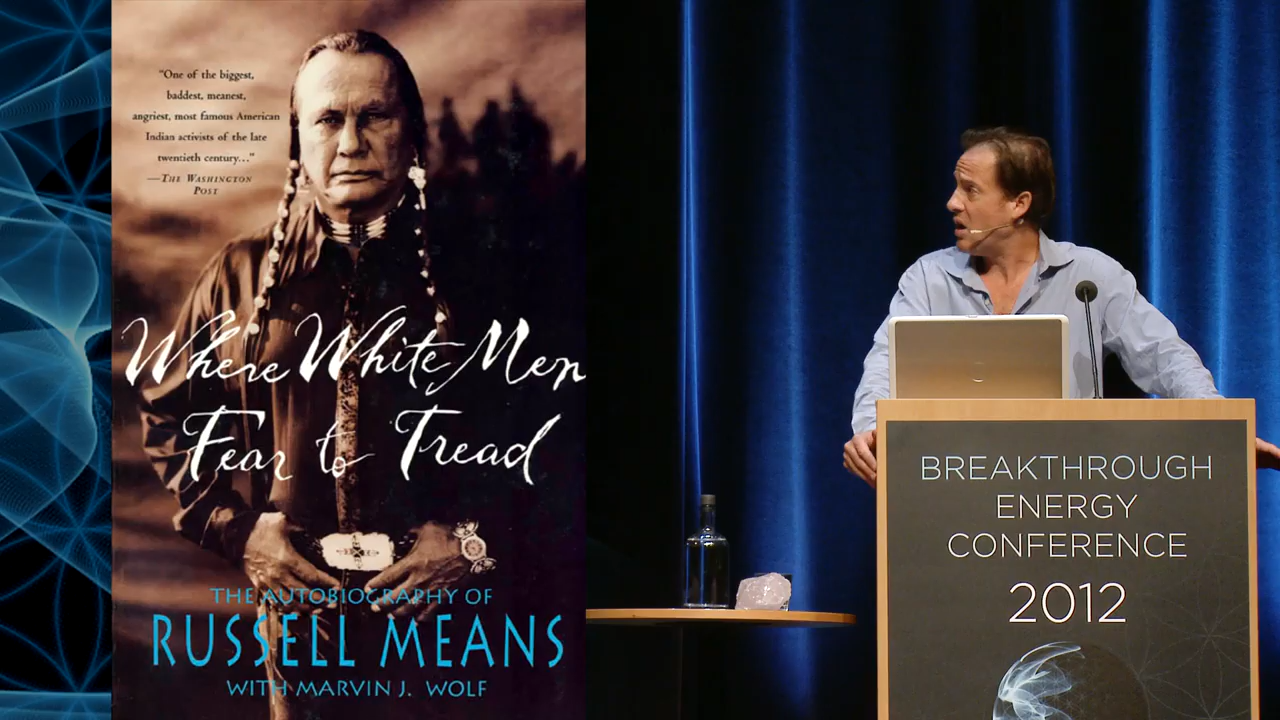 “One of the biggest,
baddest, meanest,
angriest, most famous American
Indian activists of the late
twentieth century...”
—THE WASHINGTON
POST
Where White Men
Fear to Tread
THE AUTOBIOGRAPHY OF
RUSSELL MEANS
WITH MARVIN J. WOLF
BREAKTHROUGH
ENERGY
CONFERENCE
2012